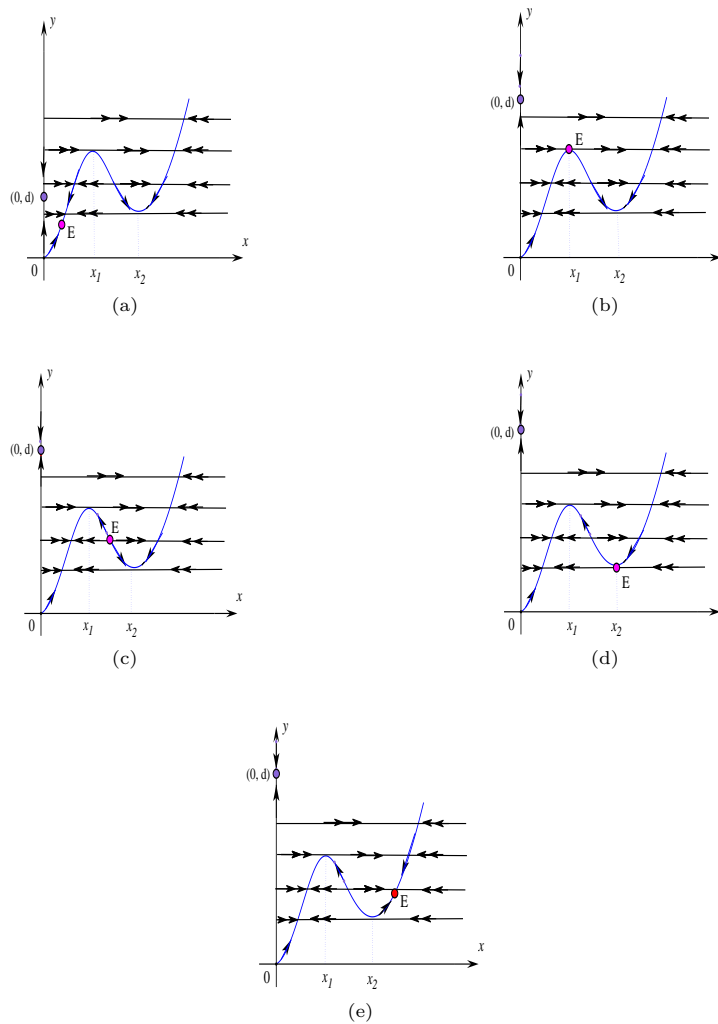 y
(0, d)
E
x
0
x1
x2
(a)
y
(0, d)
E
0
x1
x2
(b)
y
(0, d)
E
x
0
x1
x2
(c)
y
(0, d)
E
0
x1
x2
(d)
y
(0, d)
E
x
0
x1
x2
(e)